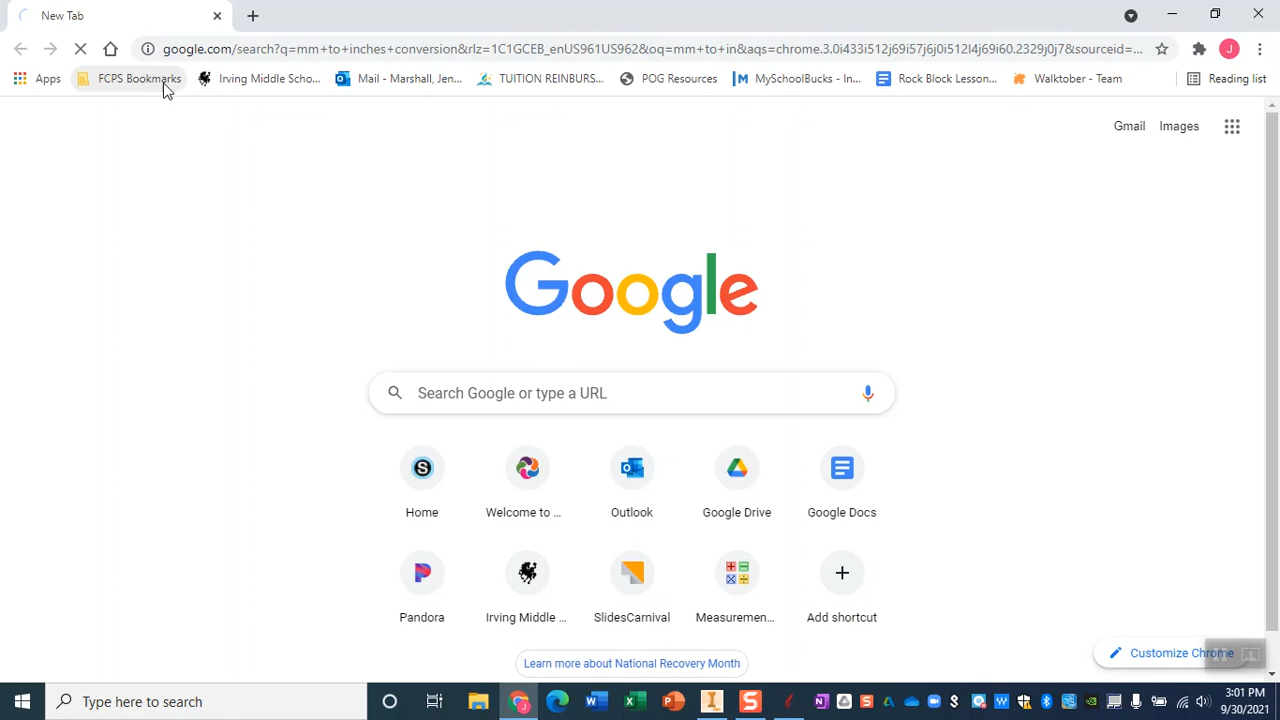 New Tab
google.com/search?q=mm+to+inches+conversion&rlz=1C1GCEB_enUS961US962&oq=mm+to+in&aqs=chrome.3.0i433i512j69i57j6j0i512l4j69i60.2329j0j7&sourceid=...
Apps FCPS Bookmarks Irving Middle Scho... Mail - Marshall, Jen... TUITION REINBURS... POG Resources MySchoolBucks - In... Rock Block Lesson... Walktober - Team Reading list
Gmail Images
Google
Search Google or type a URL
Home Welcome to ... Outlook Google Drive Google Docs
Pandora Irving Middle ... SlidesCarnival Measuremen... Add shortcut
Customize Chrome
Learn more about National Recovery Month
Type here to search
3:01 PM
9/30/2021